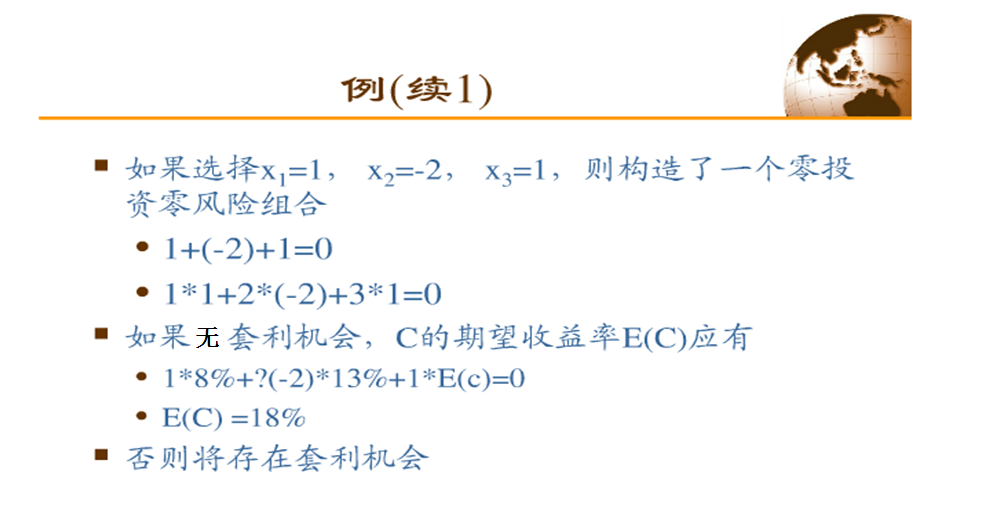 例(续1)
如果选择x₁=1， x₂=-2， x₃=1，则构造了一个零投
资零风险组合
1+(-2)+1=0
1*1+2*(-2)+3*1=0
如果 无 套利机会，C的期望收益率E(C)应有
1*8%+?(-2)*13%+1*E(c)=0
E(C) =18%
否则将存在套利机会